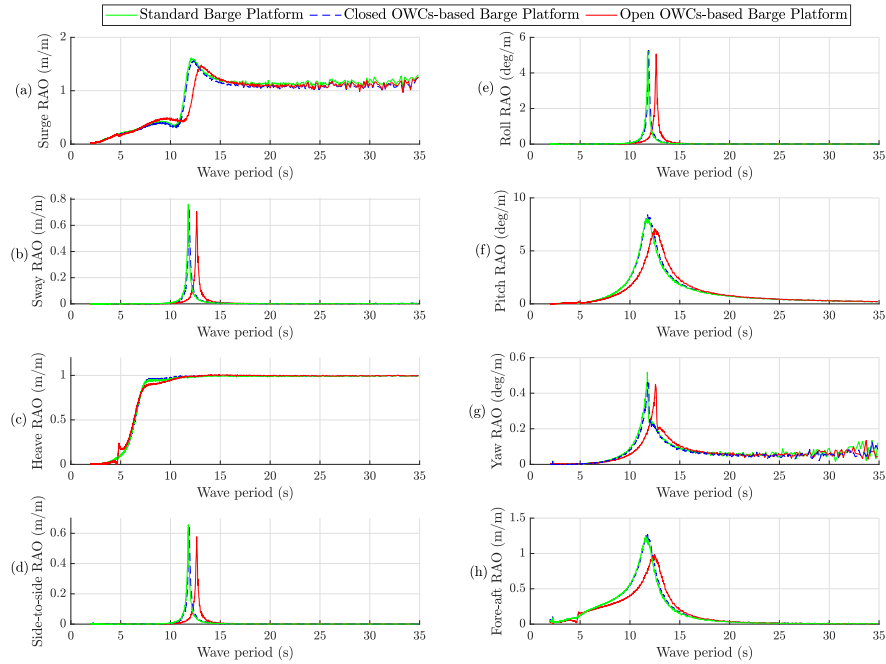 Standard Barge Platform Closed OWCs-based Barge Platform Open OWCs-based Barge Platform
(a)
Surge RAO (m/m)
2
1
0
0 5 10 15 20 25 30 35
Wave period (s)
(b)
Sway RAO (m/m)
0.8
0.6
0.4
0.2
0
0 5 10 15 20 25 30 35
Wave period (s)
(c)
Heave RAO (m/m)
1
0.5
0
0 5 10 15 20 25 30 35
Wave period (s)
(d)
Side-to-side RAO (m/m)
0.6
0.4
0.2
0
0 5 10 15 20 25 30 35
Wave period (s)
(e)
Roll RAO (deg/m)
6
4
2
0
0 5 10 15 20 25 30 35
Wave period (s)
(f)
Pitch RAO (deg/m)
10
5
0
0 5 10 15 20 25 30 35
Wave period (s)
(g)
Yaw RAO (deg/m)
0.6
0.4
0.2
0
0 5 10 15 20 25 30 35
Wave period (s)
(h)
Fore-aft RAO (m/m)
1.5
1
0.5
0
0 5 10 15 20 25 30 35
Wave period (s)